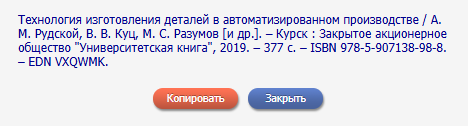 Технология изготовления деталей в автоматизированном производстве / А.
М. Рудской, В. В. Куц, М. С. Разумов [и др.]. – Курск : Закрытое акционерное
общество "Университетская книга", 2019. – 377 с. – ISBN 978-5-907138-98-8.
– EDN VXQWMK.
Копировать Закрыть